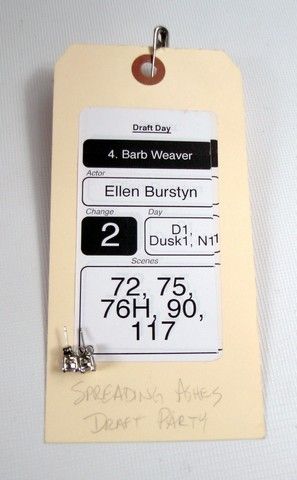 Draft Day
4. Barb Weaver
Actor
Ellen Burstyn
Change
Day
2
D1,
Dusk1, N1
Scenes
72, 75,
76H, 90,
117
SPREADING ASHES
DRAFT PARTY